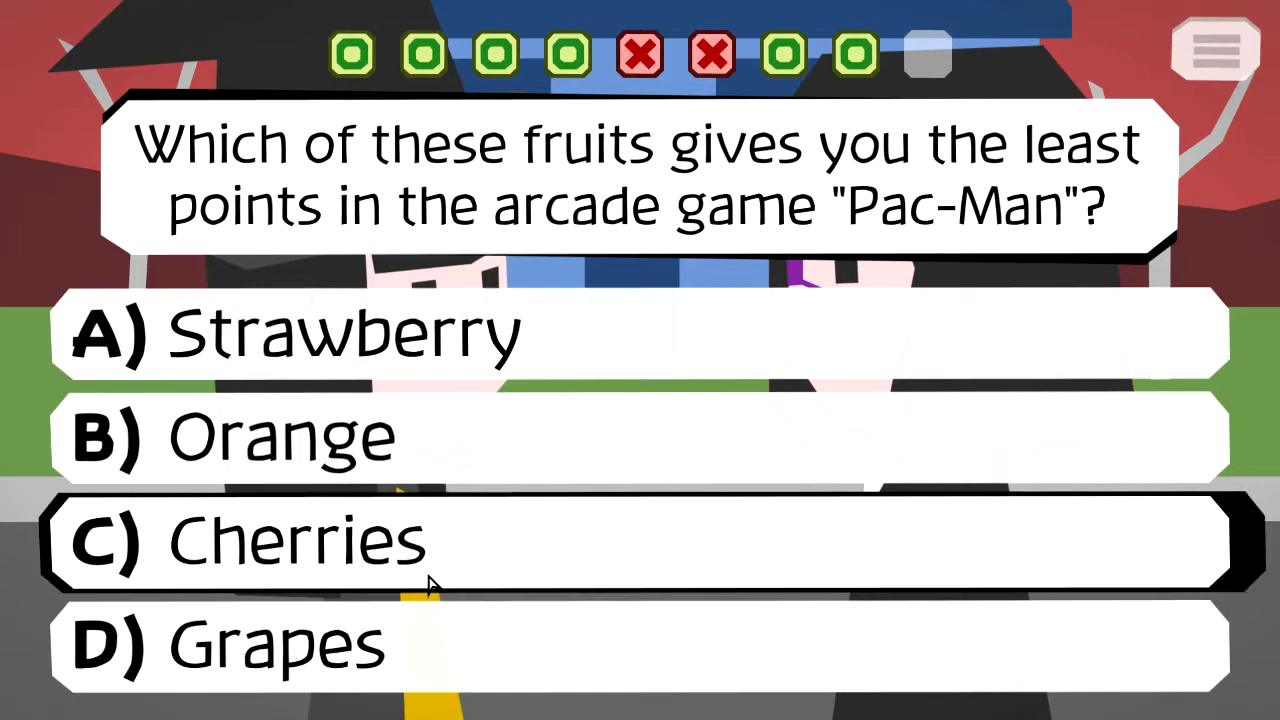 Which of these fruits gives you the least
points in the arcade game "Pac-Man"?
A) Strawberry
B) Orange
C) Cherries
D) Grapes